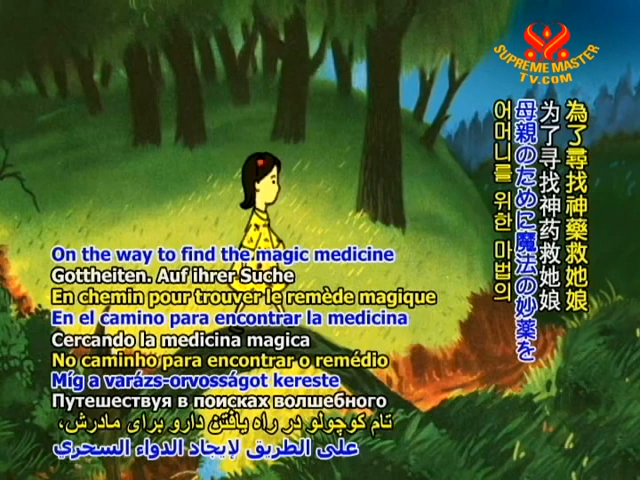 SUPREME MASTER
TV.COM
為了尋找神藥救她娘
为了寻找神药救她娘
母親のために魔法の妙薬を
어머니를 위한 마법의
On the way to find the magic medicine
Gottheiten. Auf ihrer Suche
En chemin pour trouver le remède magique
En el camino para encontrar la medicina
Cercando la medicina magica
No caminho para encontrar o remédio
Míg a varázs-orvosságot kereste
Путешествуя в поисках волшебного
تام کوچولو در راه یافتن دارو برای مادرش،
على الطريق لإيجاد الدواء السحري